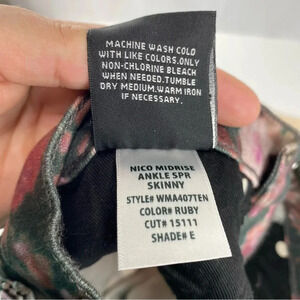 MACHINE WASH COLD
WITH LIKE COLORS.ONLY
NON-CHLORINE BLEACH
WHEN NEEDED.TUMBLE
DRY MEDIUM.WARM IRON
IF NECESSARY.
NICO MIDRISE
ANKLE SPR
SKINNY
STYLE# WMA407TEN
COLOR# RUBY
CUT# 15111
SHADE# E